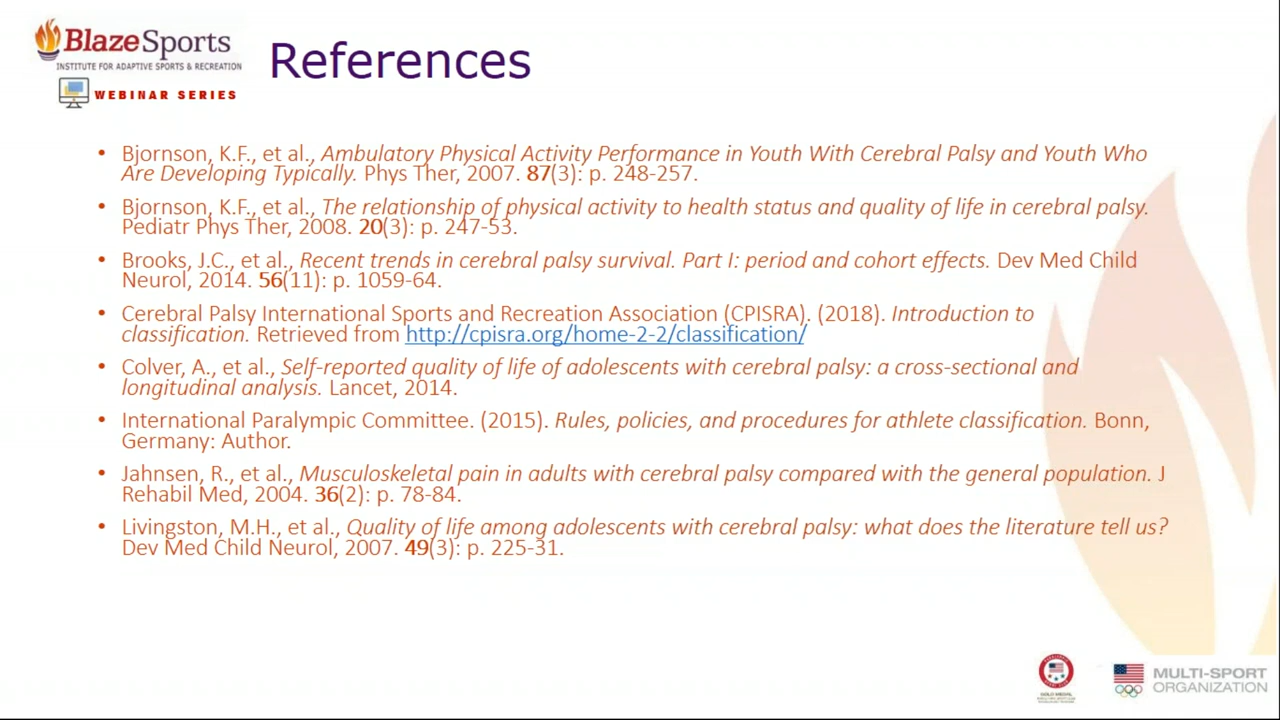 BlazeSports
INSTITUTE FOR ADAPTIVE SPORTS & RECREATION
WEBINAR SERIES
References
• Bjornson, K.F., et al., Ambulatory Physical Activity Performance in Youth With Cerebral Palsy and Youth Who
Are Developing Typically. Phys Ther, 2007. 87(3): p. 248-257.
• Bjornson, K.F., et al., The relationship of physical activity to health status and quality of life in cerebral palsy.
Pediatr Phys Ther, 2008. 20(3): p. 247-53.
• Brooks, J.C., et al., Recent trends in cerebral palsy survival. Part I: period and cohort effects. Dev Med Child
Neurol, 2014. 56(11): p. 1059-64.
• Cerebral Palsy International Sports and Recreation Association (CPISRA). (2018). Introduction to
classification. Retrieved from http://cpisra.org/home-2-2/classification/
• Colver, A., et al., Self-reported quality of life of adolescents with cerebral palsy: a cross-sectional and
longitudinal analysis. Lancet, 2014.
• International Paralympic Committee. (2015). Rules, policies, and procedures for athlete classification. Bonn,
Germany: Author.
• Jahnsen, R., et al., Musculoskeletal pain in adults with cerebral palsy compared with the general population. J
Rehabil Med, 2004. 36(2): p. 78-84.
• Livingston, M.H., et al., Quality of life among adolescents with cerebral palsy: what does the literature tell us?
Dev Med Child Neurol, 2007. 49(3): p. 225-31.
GOLD MEDAL
MULTI-SPORT
ORGANIZATION